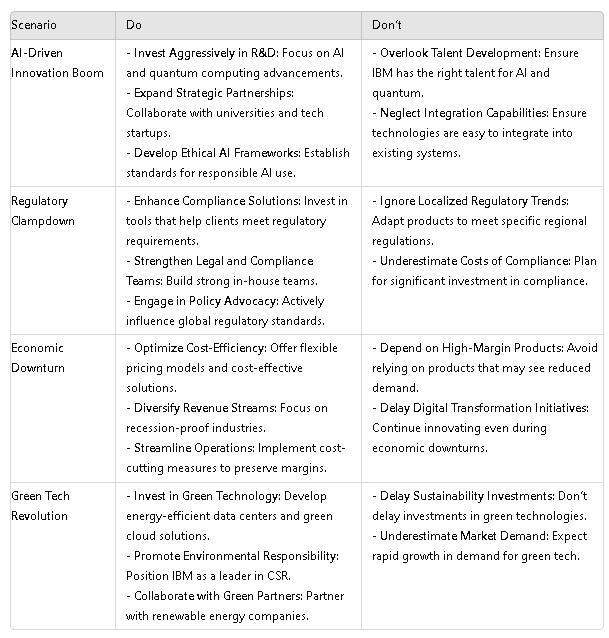 Scenario Do Don't
AI-Driven
Innovation Boom
- Invest Aggressively in R&D: Focus on AI
and quantum computing advancements.
- Expand Strategic Partnerships:
Collaborate with universities and tech
startups.
- Develop Ethical AI Frameworks: Establish
standards for responsible AI use.
- Overlook Talent Development: Ensure
IBM has the right talent for AI and
quantum.
- Neglect Integration Capabilities: Ensure
technologies are easy to integrate into
existing systems.
Regulatory
Clampdown
- Enhance Compliance Solutions: Invest in
tools that help clients meet regulatory
requirements.
- Strengthen Legal and Compliance
Teams: Build strong in-house teams.
- Engage in Policy Advocacy: Actively
influence global regulatory standards.
- Ignore Localized Regulatory Trends:
Adapt products to meet specific regional
regulations.
- Underestimate Costs of Compliance: Plan
for significant investment in compliance.
Economic
Downturn
- Optimize Cost-Efficiency: Offer flexible
pricing models and cost-effective
solutions.
- Diversify Revenue Streams: Focus on
recession-proof industries.
- Streamline Operations: Implement cost-
cutting measures to preserve margins.
- Depend on High-Margin Products: Avoid
relying on products that may see reduced
demand.
- Delay Digital Transformation Initiatives:
Continue innovating even during
economic downturns.
Green Tech
Revolution
- Invest in Green Technology: Develop
energy-efficient data centers and green
cloud solutions.
- Promote Environmental Responsibility:
Position IBM as a leader in CSR.
- Collaborate with Green Partners: Partner
with renewable energy companies.
- Delay Sustainability Investments: Don't
delay investments in green technologies.
- Underestimate Market Demand: Expect
rapid growth in demand for green tech.